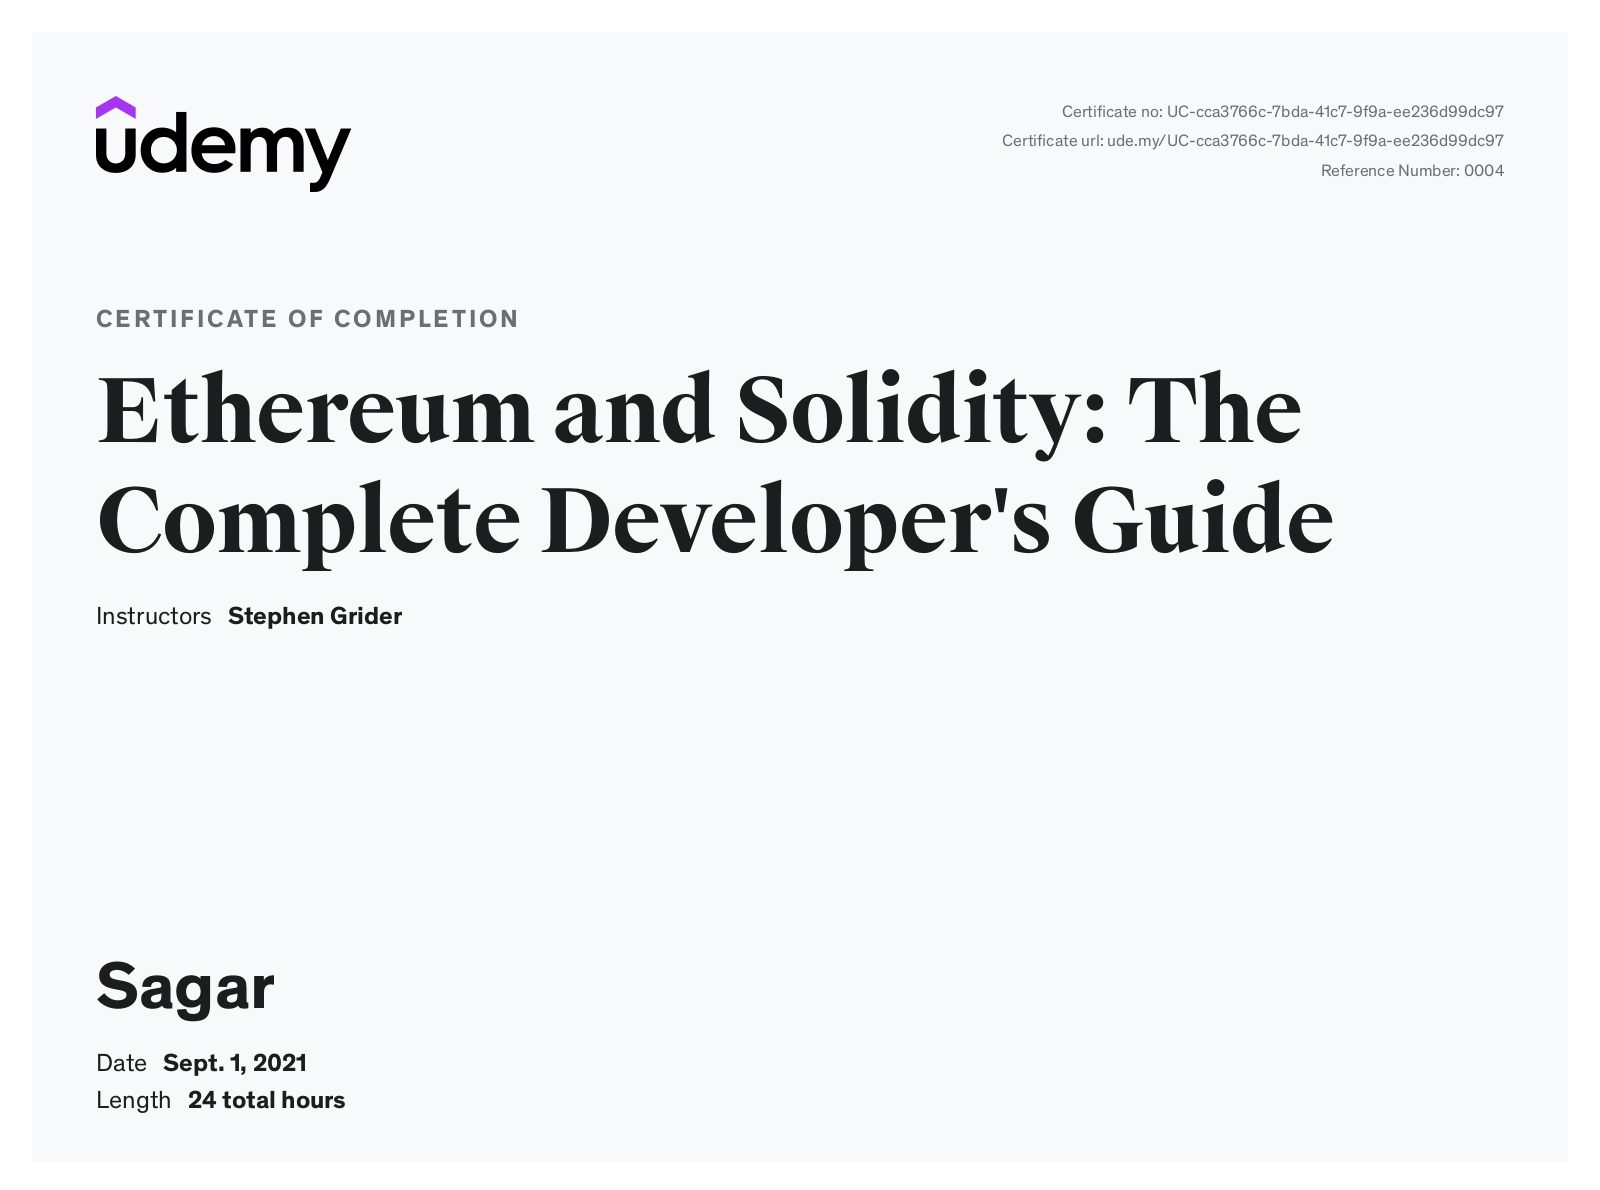 udemy
Certificate no: UC-cca3766c-7bda-41c7-9f9a-ee236d99dc97
Certificate url: ude.my/UC-cca3766c-7bda-41c7-9f9a-ee236d99dc97
Reference Number: 0004
CERTIFICATE OF COMPLETION
Ethereum and Solidity: The
Complete Developer's Guide
Instructors Stephen Grider
Sagar
Date Sept. 1, 2021
Length 24 total hours